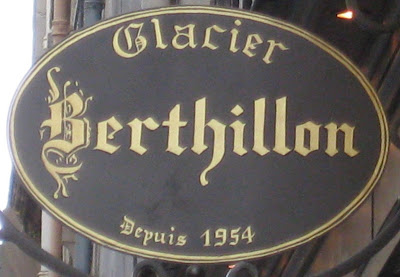 Glacier
Berthillon
Depuis 1954